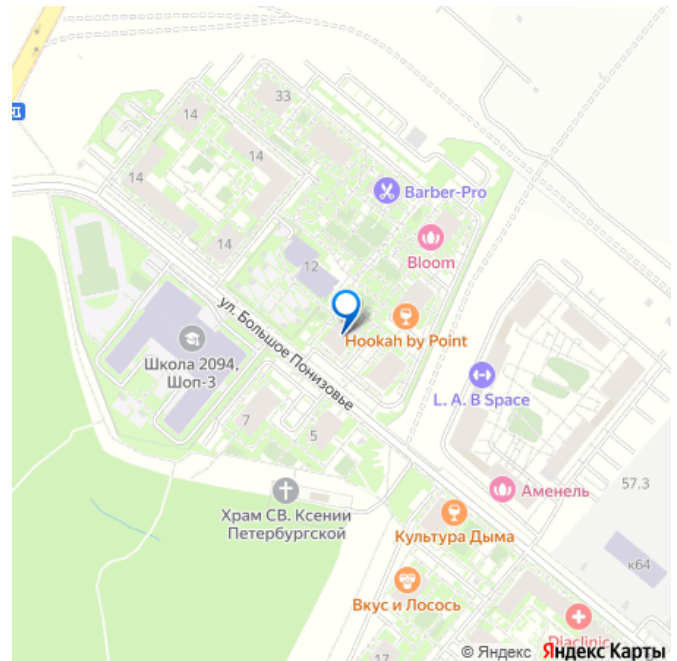 33
14
14
14
14
Barber-Pro
Bloom
12
ул. Большое Понизовье
Hookah by Point
Школа 2094,
Шоп-3
L. A. B Space
7
5
Аменель
57.3
Храм СВ. Ксении
Петербургской
Культура Дыма
к64
Вкус и Лосось
Diaclinic
17
© Яндекс Яндекс Карты